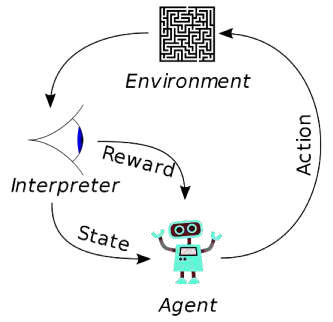 Environment
Reward
Action
Interpreter
State
Agent